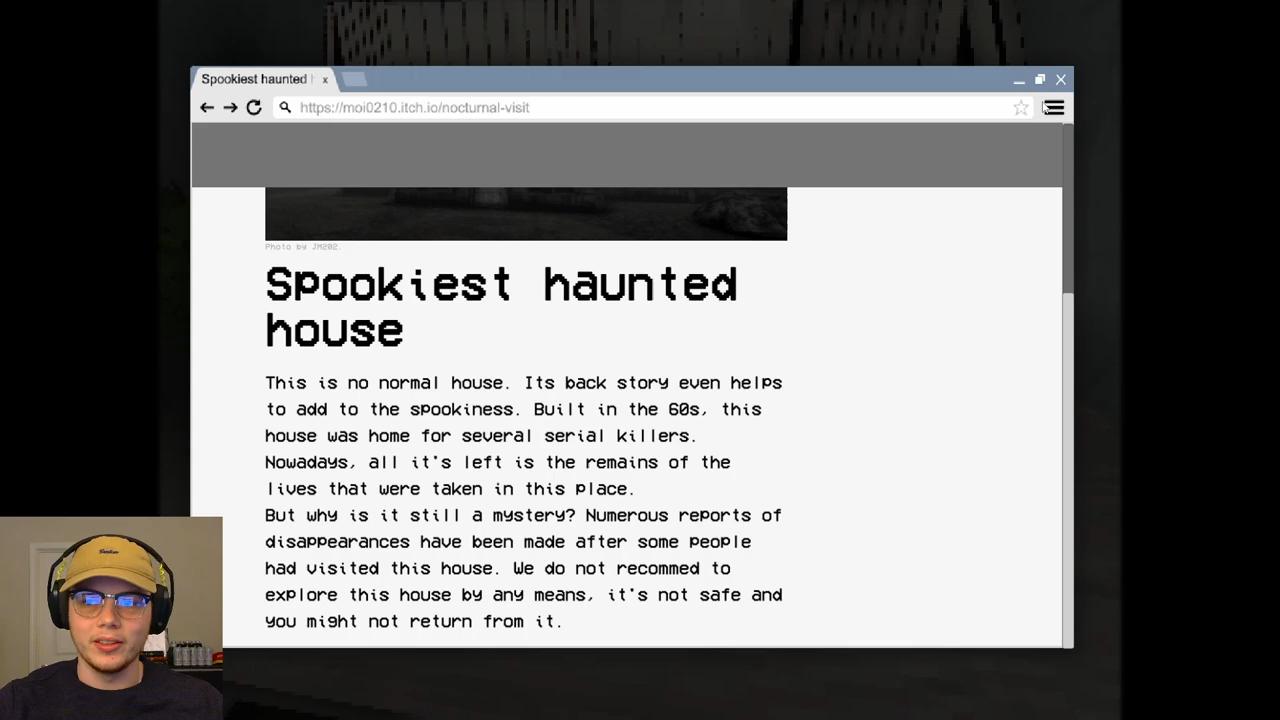 Spookiest haunted
https://moi0210.itch.io/nocturnal-visit
Photo by JM202.
Spookiest haunted
house
This is no normal house. Its back story even helps
to add to the spookiness. Built in the 60s, this
house was home for several serial killers.
Nowadays, all it's left is the remains of the
lives that were taken in this place.
But why is it still a mystery? Numerous reports of
disappearances have been made after some people
had visited this house. We do not recommed to
explore this house by any means, it's not safe and
you might not return from it.